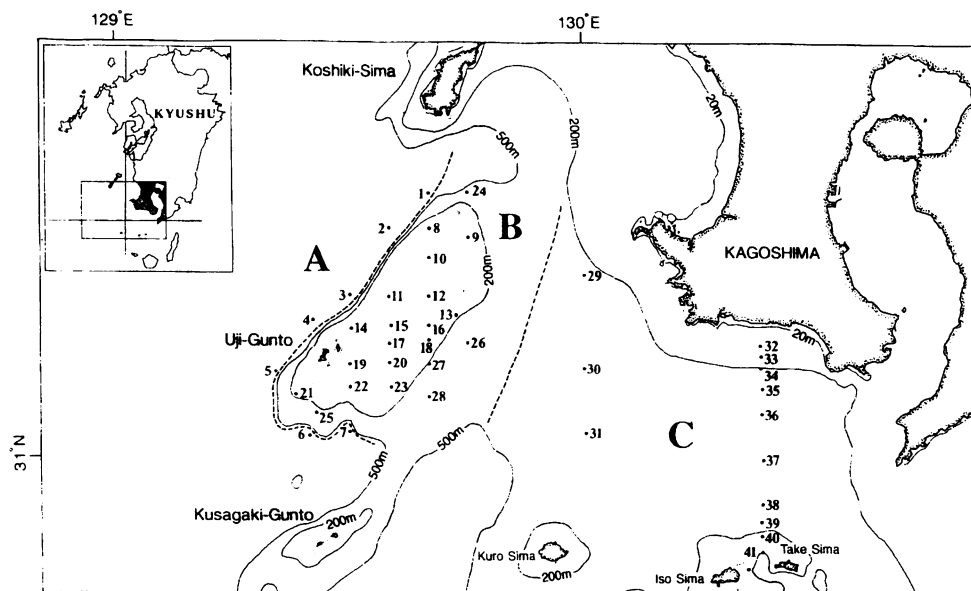 129°E
130°E
Koshiki-Sima
KYUSHU
20m
200m
500m
1
24
2
8
B
9
A
10
KAGOSHIMA
200m
29
3
11
12
13
4
14
15
16
Uji-Gunto
17
18
26
20m
32
33
5
19
20
27
30
34
21
22
23
28
35
25
36
6
7
31
C
31°N
500m
500m
37
Kusagaki-Gunto
200m
38
39
40
Kuro Sima
41
Take Sima
200m
Iso Sima